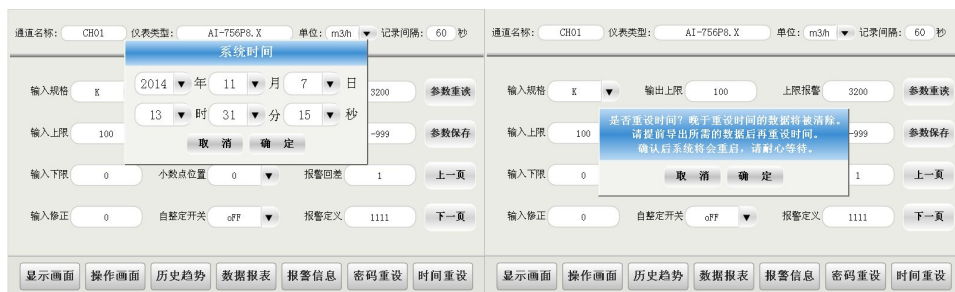 通道名称: CH01 仪表类型: AI-756P8.X 单位: m3/h 记录间隔: 60 秒
系统时间
2014 年 11 月 7 日
13 时 31 分 15 秒
取 消 确 定
输入规格 K 3200 参数重读
输入上限 100 -999 参数保存
输入下限 0 小数点位置 0 报警回差 1 上一页
输入修正 0 自整定开关 oFF 报警定义 1111 下一页
显示画面 操作画面 历史趋势 数据报表 报警信息 密码重设 时间重设
通道名称: CH01 仪表类型: AI-756P8.X 单位: m3/h 记录间隔: 60 秒
输入规格 K 输出上限 100 上限报警 3200 参数重读
是否重设时间?晚于重设时间的数据将被清除。
请提前导出所需的数据后再重设时间。
确认后系统将会重启,请耐心等待。
取 消 确 定
输入上限 100 -999 参数保存
输入下限 0 1 上一页
输入修正 0 自整定开关 oFF 报警定义 1111 下一页
显示画面 操作画面 历史趋势 数据报表 报警信息 密码重设 时间重设